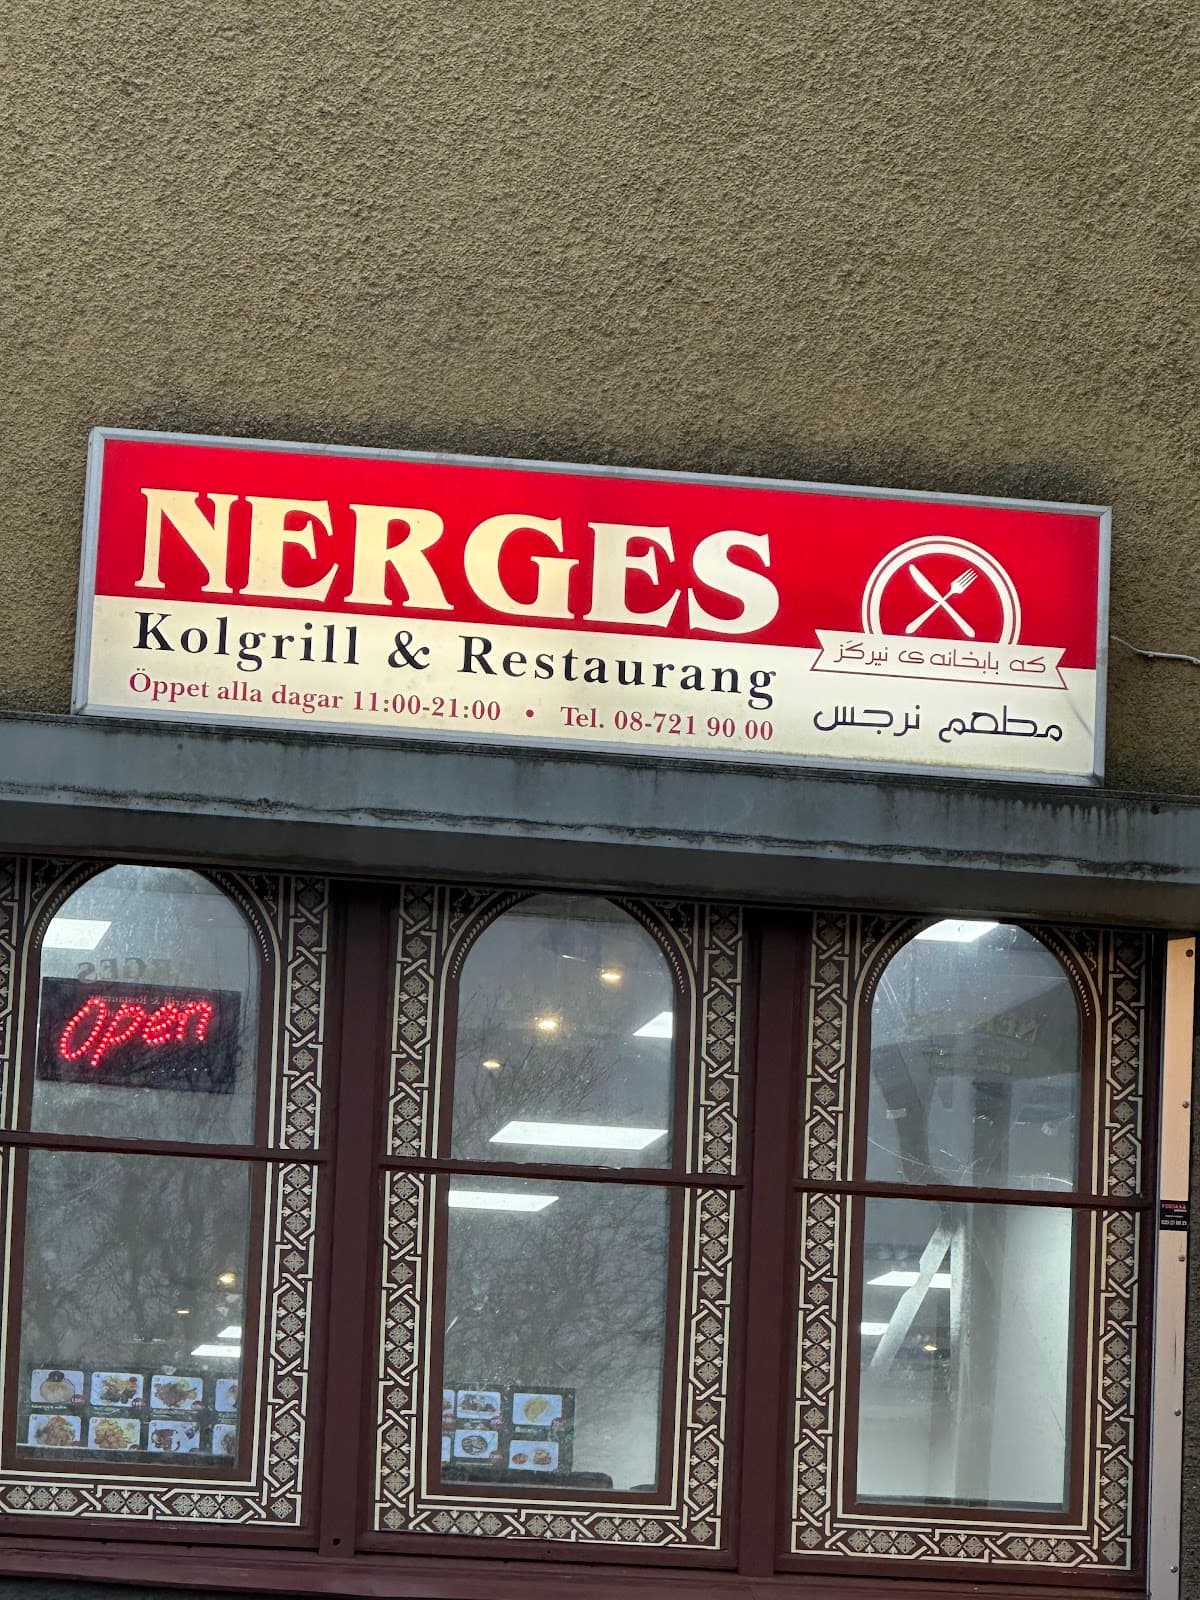 NERGES
Kolgrill & Restaurang
Öppet alla dagar 11:00-21:00 • Tel. 08-721 90 00
که بابخانه‌ی نیرگز
مطعم نرجس
Open